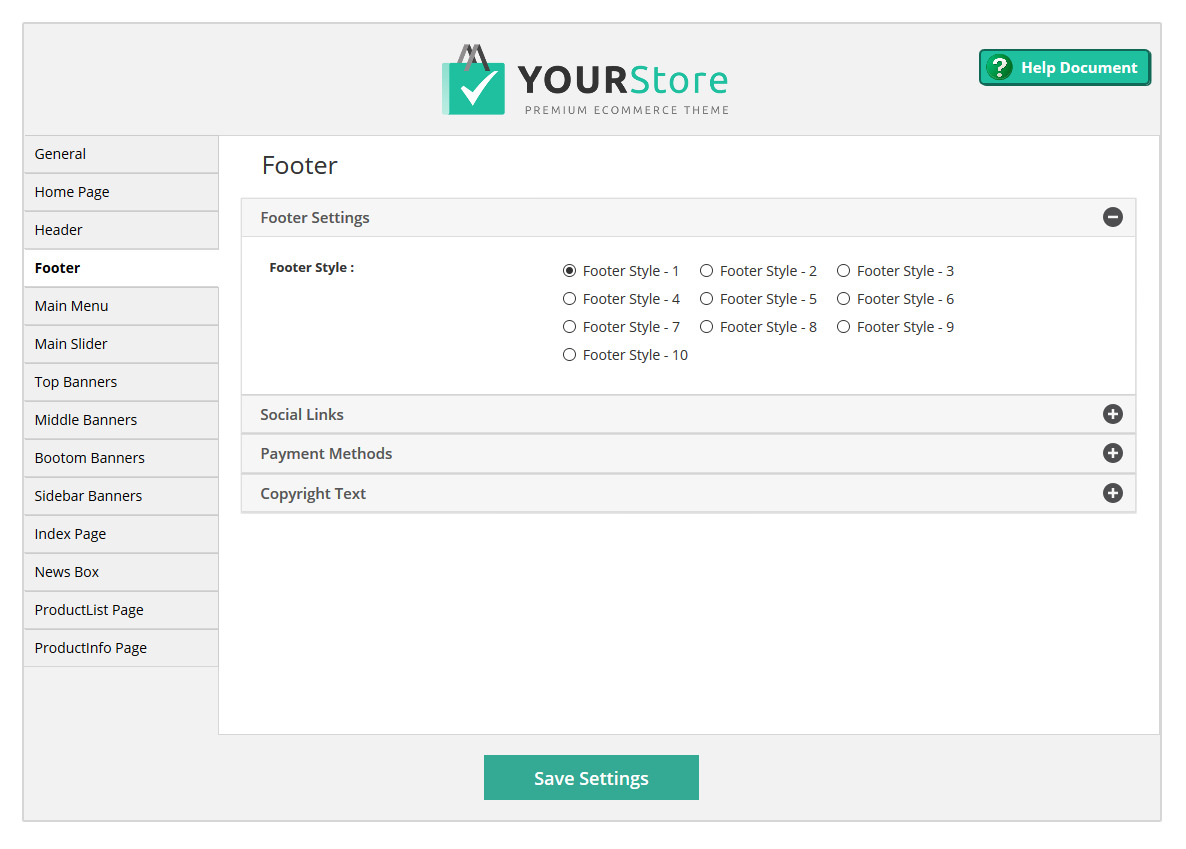 YOURStore
PREMIUM ECOMMERCE THEME
? Help Document
General
Home Page
Header
Footer
Main Menu
Main Slider
Top Banners
Middle Banners
Bootom Banners
Sidebar Banners
Index Page
News Box
ProductList Page
ProductInfo Page
Footer
Footer Settings
Footer Style :
Footer Style - 1 Footer Style - 2 Footer Style - 3
Footer Style - 4 Footer Style - 5 Footer Style - 6
Footer Style - 7 Footer Style - 8 Footer Style - 9
Footer Style - 10
Social Links
Payment Methods
Copyright Text
Save Settings